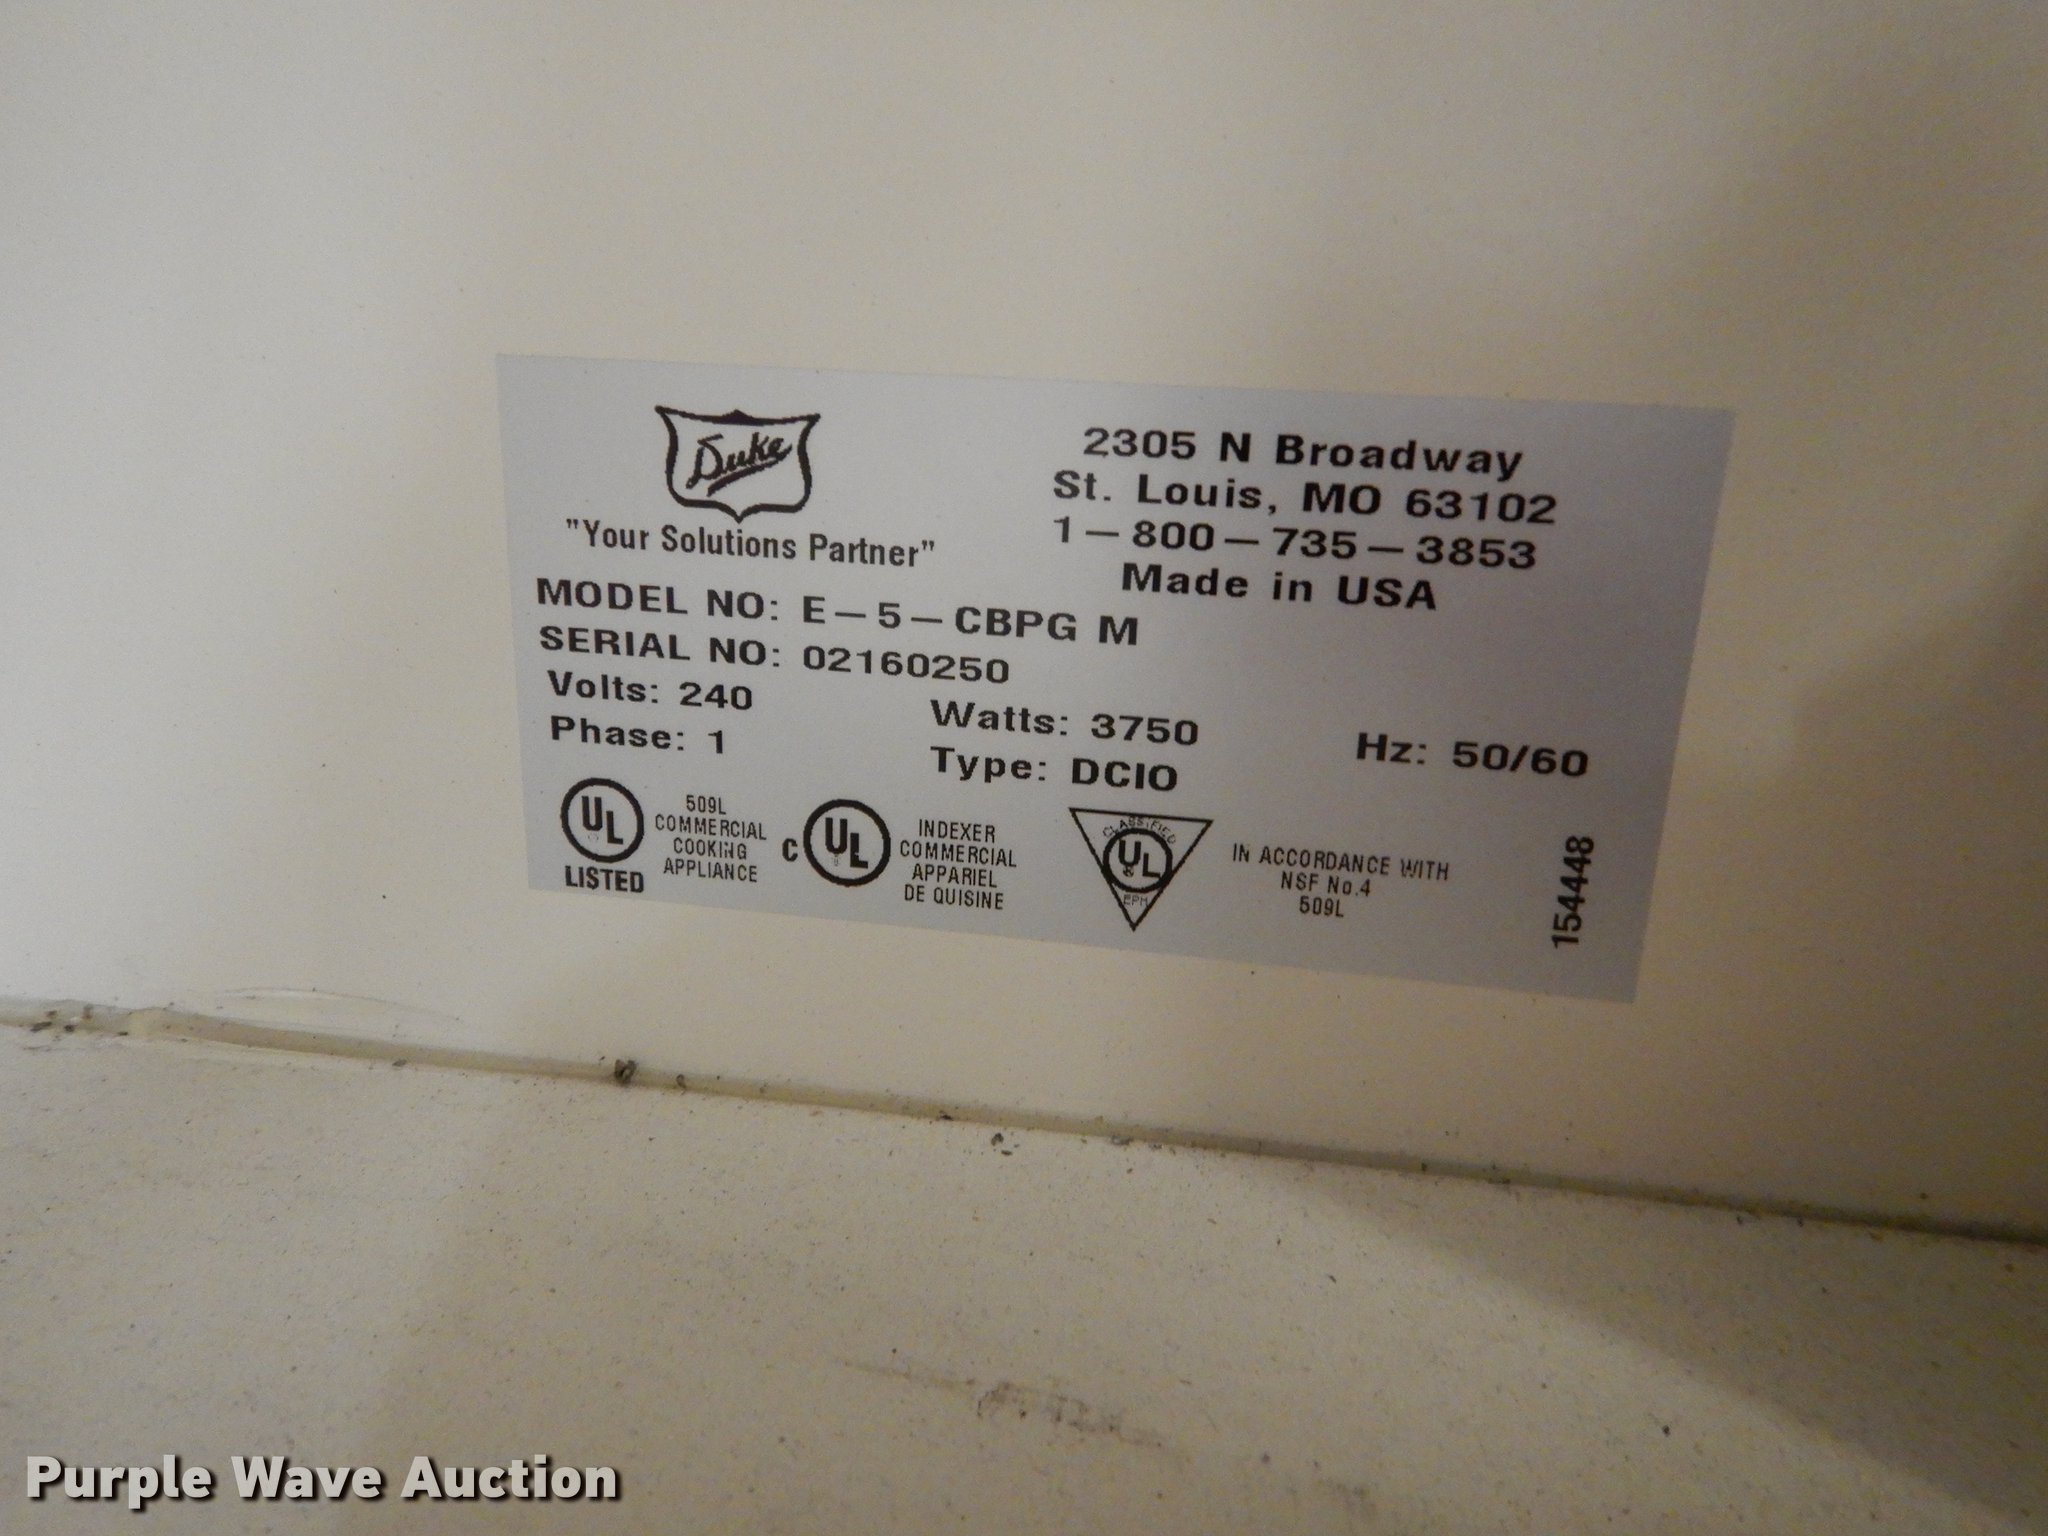 Duke
"Your Solutions Partner"
2305 N Broadway
St. Louis, MO 63102
1-800-735-3853
Made in USA
MODEL NO: E-5-CBPG M
SERIAL NO: 02160250
Volts: 240
Watts: 3750
Hz: 50/60
Phase: 1
Type: DCIO
UL
LISTED
509L
COMMERCIAL
COOKING
APPLIANCE
C UL
INDEXER
COMMERCIAL
APPARIEL
DE QUISINE
CLASSIFIED
UL
EPH
IN ACCORDANCE WITH
NSF No.4
509L
154448
Purple Wave Auction